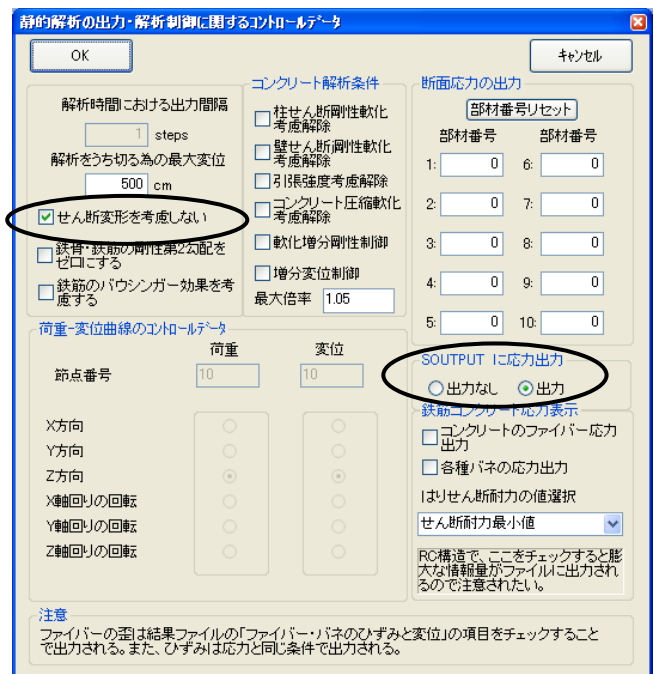 静的解析の出力・解析制御に関するコントロールデータ
OK
キャンセル
解析時間における出力間隔
1 steps
解析をうち切る為の最大変位
500 cm
せん断変形を考慮しない
鉄骨・鉄筋の剛性第2勾配を
ゼロにする
鉄筋のバウシンガー効果を考
慮する
コンクリート解析条件
柱せん断剛性軟化
考慮解除
壁せん断剛性軟化
考慮解除
引張強度考慮解除
コンクリート圧縮軟化
考慮解除
軟化増分剛性制御
増分変位制御
最大倍率 1.05
断面応力の出力
部材番号リセット
部材番号 部材番号
1: 0 6: 0
2: 0 7: 0
3: 0 8: 0
4: 0 9: 0
5: 0 10: 0
荷重-変位曲線のコントロールデータ
荷重 変位
節点番号 10 10
X方向
Y方向
Z方向
X軸回りの回転
Y軸回りの回転
Z軸回りの回転
SOUTPUT に応力出力
出力なし 出力
鉄筋コンクリート応力表示
コンクリートのファイバー応力
出力
各種バネの応力出力
はりせん断耐力の値選択
せん断耐力最小値
RC構造で、ここをチェックすると膨
大な情報量がファイルに出力され
るので注意されたい。
注意
ファイバーの歪は結果ファイルの「ファイバー・バネのひずみと変位」の項目をチェックすること
で出力される。また、ひずみは応力と同じ条件で出力される。